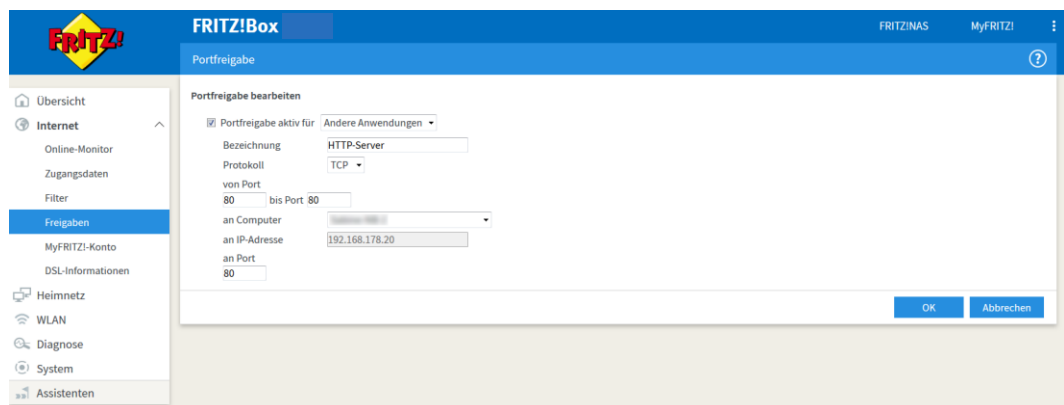 FRITZ!
FRITZ!Box
FRITZ!NAS MyFRITZ!
Portfreigabe
Übersicht
Internet
Online-Monitor
Zugangsdaten
Filter
Freigaben
MyFRITZ!-Konto
DSL-Informationen
Heimnetz
WLAN
Diagnose
System
Assistenten
Portfreigabe bearbeiten
Portfreigabe aktiv für Andere Anwendungen
Bezeichnung HTTP-Server
Protokoll TCP
von Port
80 bis Port 80
an Computer
an IP-Adresse 192.168.178.20
an Port
80
OK Abbrechen